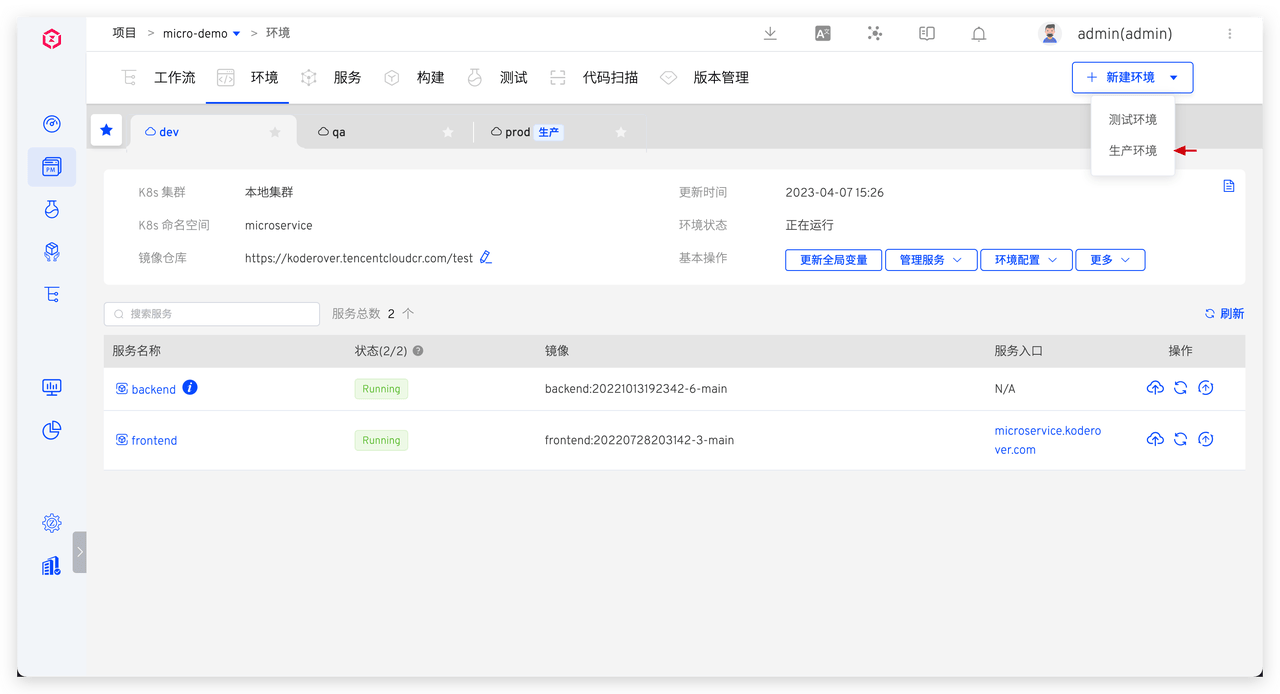 项目 > micro-demo > 环境
admin(admin)
工作流 环境 服务 构建 测试 代码扫描 版本管理
新建环境
测试环境
生产环境
dev qa prod 生产
K8s 集群 本地集群 更新时间 2023-04-07 15:26
K8s 命名空间 microservice 环境状态 正在运行
镜像仓库 https://koderover.tencentcloudcr.com/test 基本操作 更新全局变量 管理服务 环境配置 更多
搜索服务 服务总数 2 个 刷新
服务名称 状态(2/2) 镜像 服务入口 操作
backend Running backend:20221013192342-6-main N/A
frontend Running frontend:20220728203142-3-main microservice.kodero
ver.com